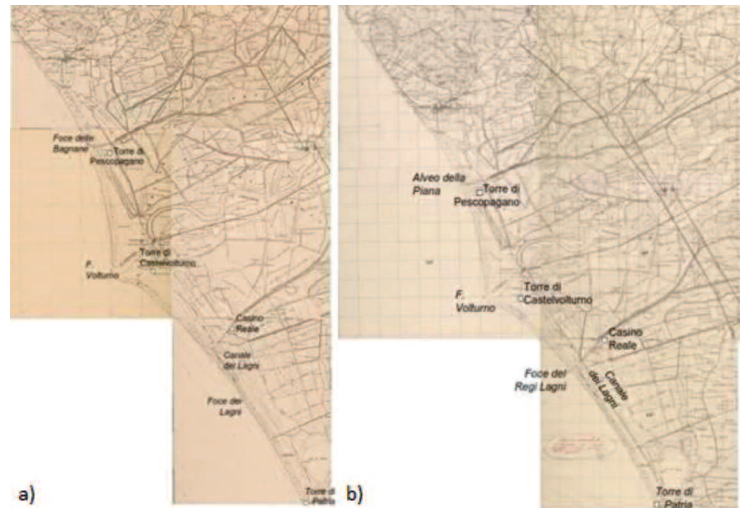 Foce delle
Bagnane
Torre di
Pescopagano
Torre di
Castelvolturno
F.
Volturno
Casino
Reale
Canale
dei Lagni
Foce dei
Lagni
Torre di
Patria
a)
Alveo della
Piana
Torre di
Pescopagano
F.
Volturno
Torre di
Castelvolturno
Casino
Reale
Foce dei
Regi Lagni
Canale
dei Lagni
Torre di
Patria
b)